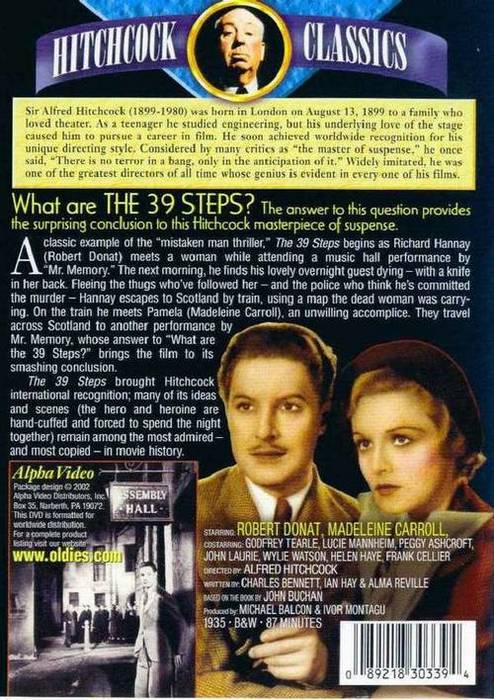 HITCHCOCK CLASSICS
Sir Alfred Hitchcock (1899-1980) was born in London on August 13, 1899 to a family who
loved theater. As a teenager he studied engineering, but his underlying love of the stage
caused him to pursue a career in film. He soon achieved worldwide recognition for his
unique directing style. Considered by many critics as "the master of suspense," he once
said, "There is no terror in a bang, only in the anticipation of it." Widely imitated, he was
one of the greatest directors of all time whose genius is evident in every one of his films.
What are THE 39 STEPS? The answer to this question provides
the surprising conclusion to this Hitchcock masterpiece of suspense.
A classic example of the "mistaken man thriller," The 39 Steps begins as Richard Hannay
(Robert Donat) meets a woman while attending a music hall performance by
"Mr. Memory." The next morning, he finds his lovely overnight guest dying – with a knife
in her back. Fleeing the thugs who've followed her – and the police who think he's committed
the murder – Hannay escapes to Scotland by train, using a map the dead woman was carry-
ing. On the train he meets Pamela (Madeleine Carroll), an unwilling accomplice. They travel
across Scotland to another performance by
Mr. Memory, whose answer to "What are
the 39 Steps?" brings the film to its
smashing conclusion.
The 39 Steps brought Hitchcock
international recognition; many of its ideas
and scenes (the hero and heroine are
hand-cuffed and forced to spend the night
together) remain among the most admired –
and most copied – in movie history.
Alpha Video
Package design © 2002
Alpha Video Distributors, Inc.
Box 35, Narberth, PA 19072.
This DVD is formatted for
worldwide distribution.
For a complete product
listing visit our website
www.oldies.com
ASSEMBLY
HALL
STARRING ROBERT DONAT, MADELEINE CARROLL,
COSTARRING: GODFREY TEARLE, LUCIE MANNHEIM, PEGGY ASHCROFT,
JOHN LAURIE, WYLIE WATSON, HELEN HAYE, FRANK CELLIER
DIRECTED BY: ALFRED HITCHCOCK
WRITTEN BY: CHARLES BENNETT, IAN HAY & ALMA REVILLE
BASED ON THE BOOK BY JOHN BUCHAN
Produced by: MICHAEL BALCON & IVOR MONTAGU
1935 · B&W · 87 MINUTES
0 89218 30339 4